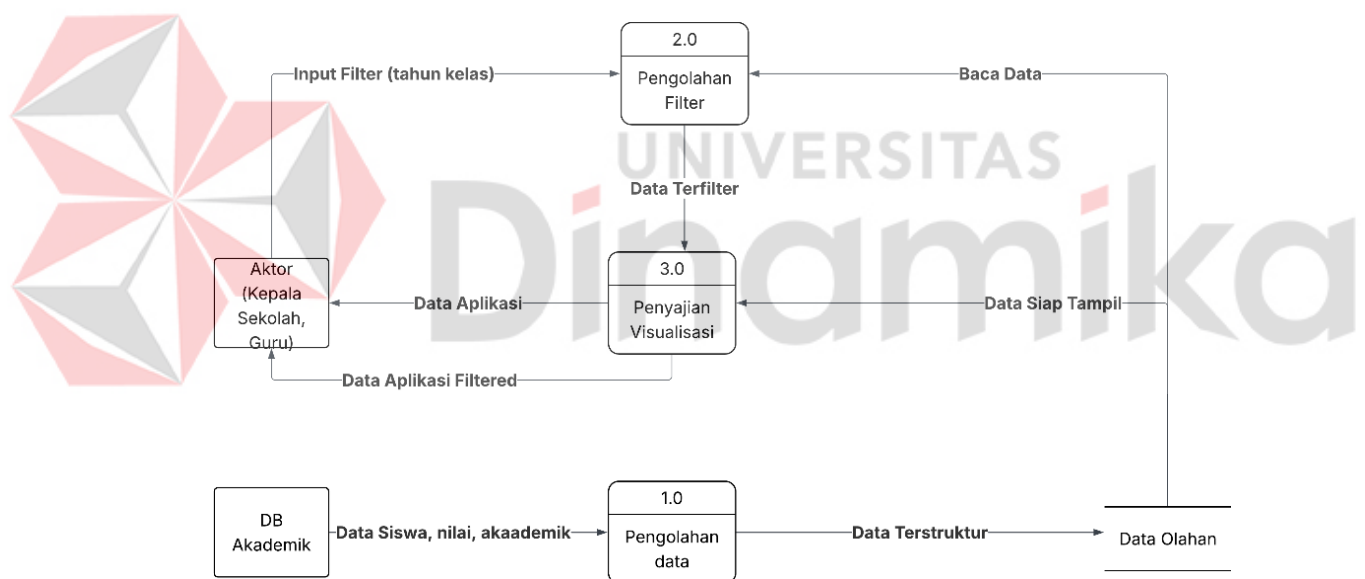 2.0
Input Filter (tahun kelas)
Pengolahan
Filter
Baca Data
UNIVERSITAS
Dinamika
Data Terfilter
Aktor
(Kepala
Sekolah,
Guru)
Data Aplikasi
3.0
Penyajian
Visualisasi
Data Siap Tampil
Data Aplikasi Filtered
DB
Akademik
Data Siswa, nilai, akaademik
1.0
Pengolahan
data
Data Terstruktur
Data Olahan